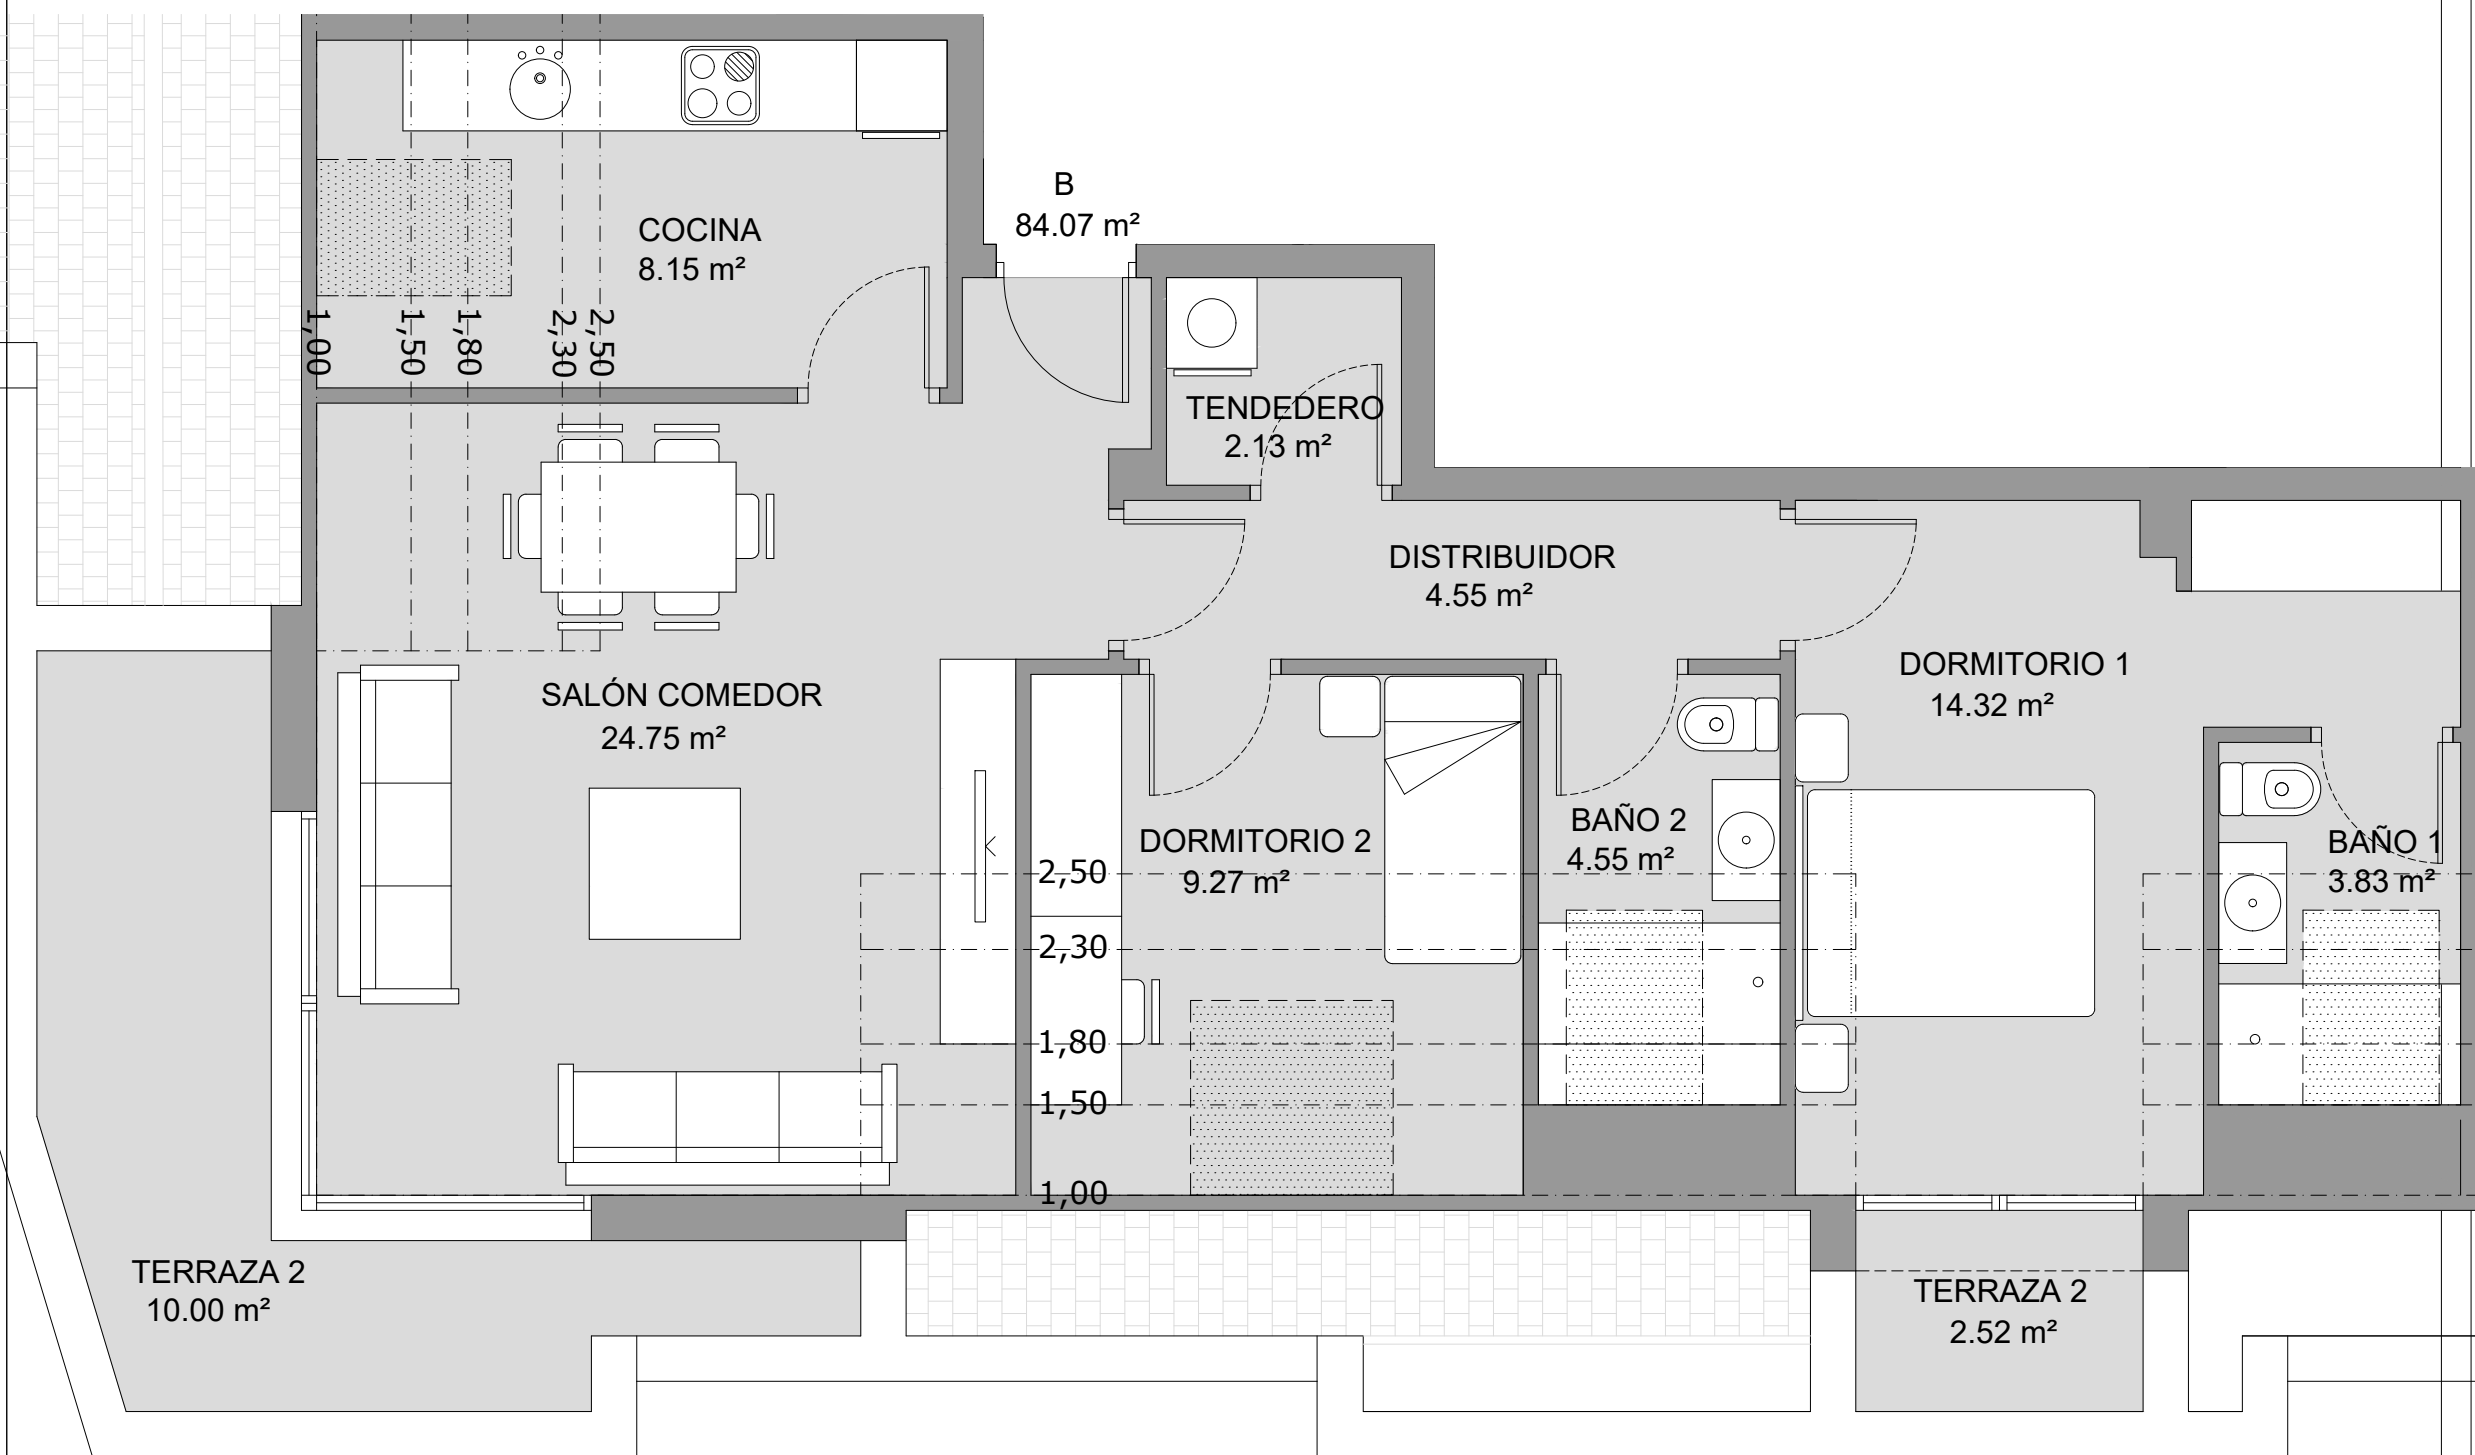 B
84.07 m²
COCINA
8.15 m²
1,00
1,50
1,80
2,30
2,50
TENDEDERO
2.13 m²
DISTRIBUIDOR
4.55 m²
DORMITORIO 1
14.32 m²
SALÓN COMEDOR
24.75 m²
DORMITORIO 2
9.27 m²
BAÑO 2
4.55 m²
BAÑO 1
3.83 m²
2,50
2,30
1,80
1,50
1,00
TERRAZA 2
10.00 m²
TERRAZA 2
2.52 m²